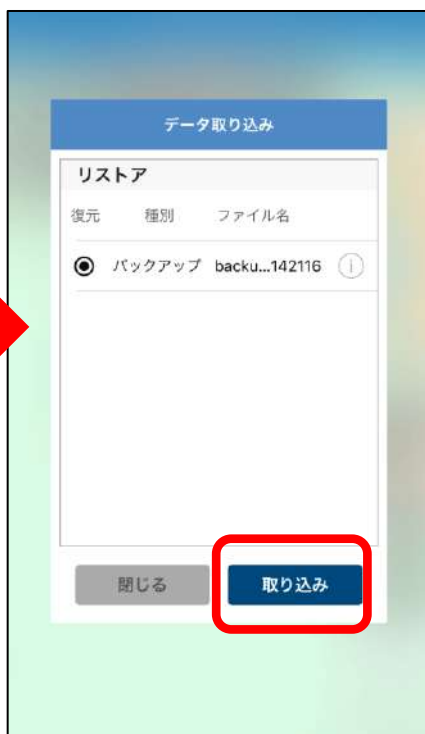 データ取り込み
リストア
復元 種別 ファイル名
バックアップ backu...142116
閉じる 取り込み